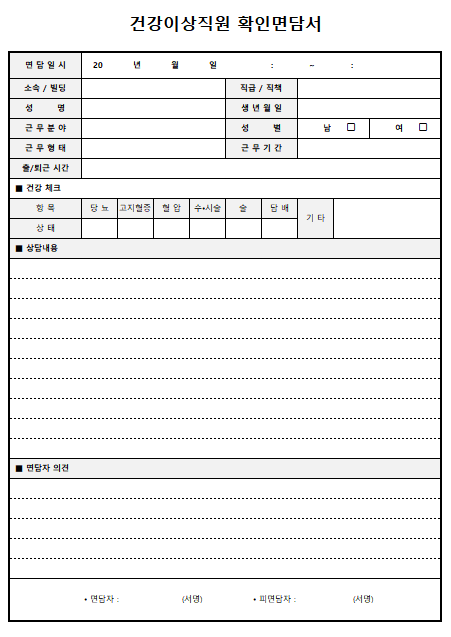 건강이상직원 확인면담서
면 담 일 시 20 년 월 일 : ~ :
소속 / 빌딩 직급 / 직책
성 명 생 년 월 일
근 무 분 야 성 별 남 □ 여 □
근 무 형 태 근 무 기 간
출/퇴근 시간
■ 건강 체크
항 목 당 뇨 고지혈증 혈 압 수•시술 술 담 배 기 타
상 태
■ 상담내용
■ 면담자 의견
• 면담자 : (서명) • 피면담자 : (서명)